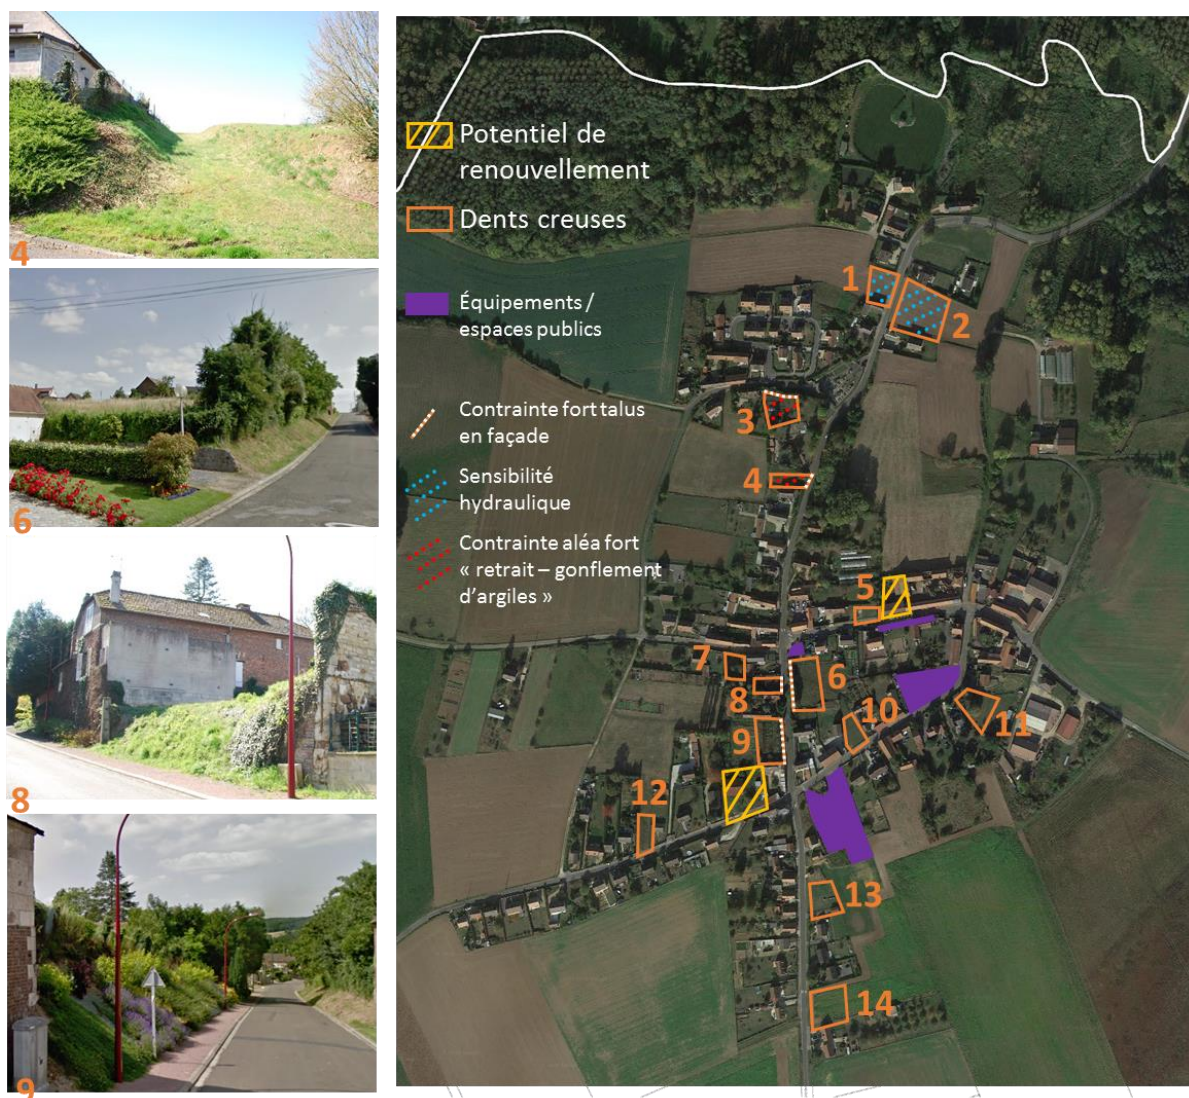 4
6
8
9
Potentiel de
renouvellement
Dents creuses
Équipements /
espaces publics
Contrainte fort talus
en façade
Sensibilité
hydraulique
Contrainte aléa fort
« retrait – gonflement
d’argiles »
1
2
3
4
5
6
7
8
9
10
11
12
13
14